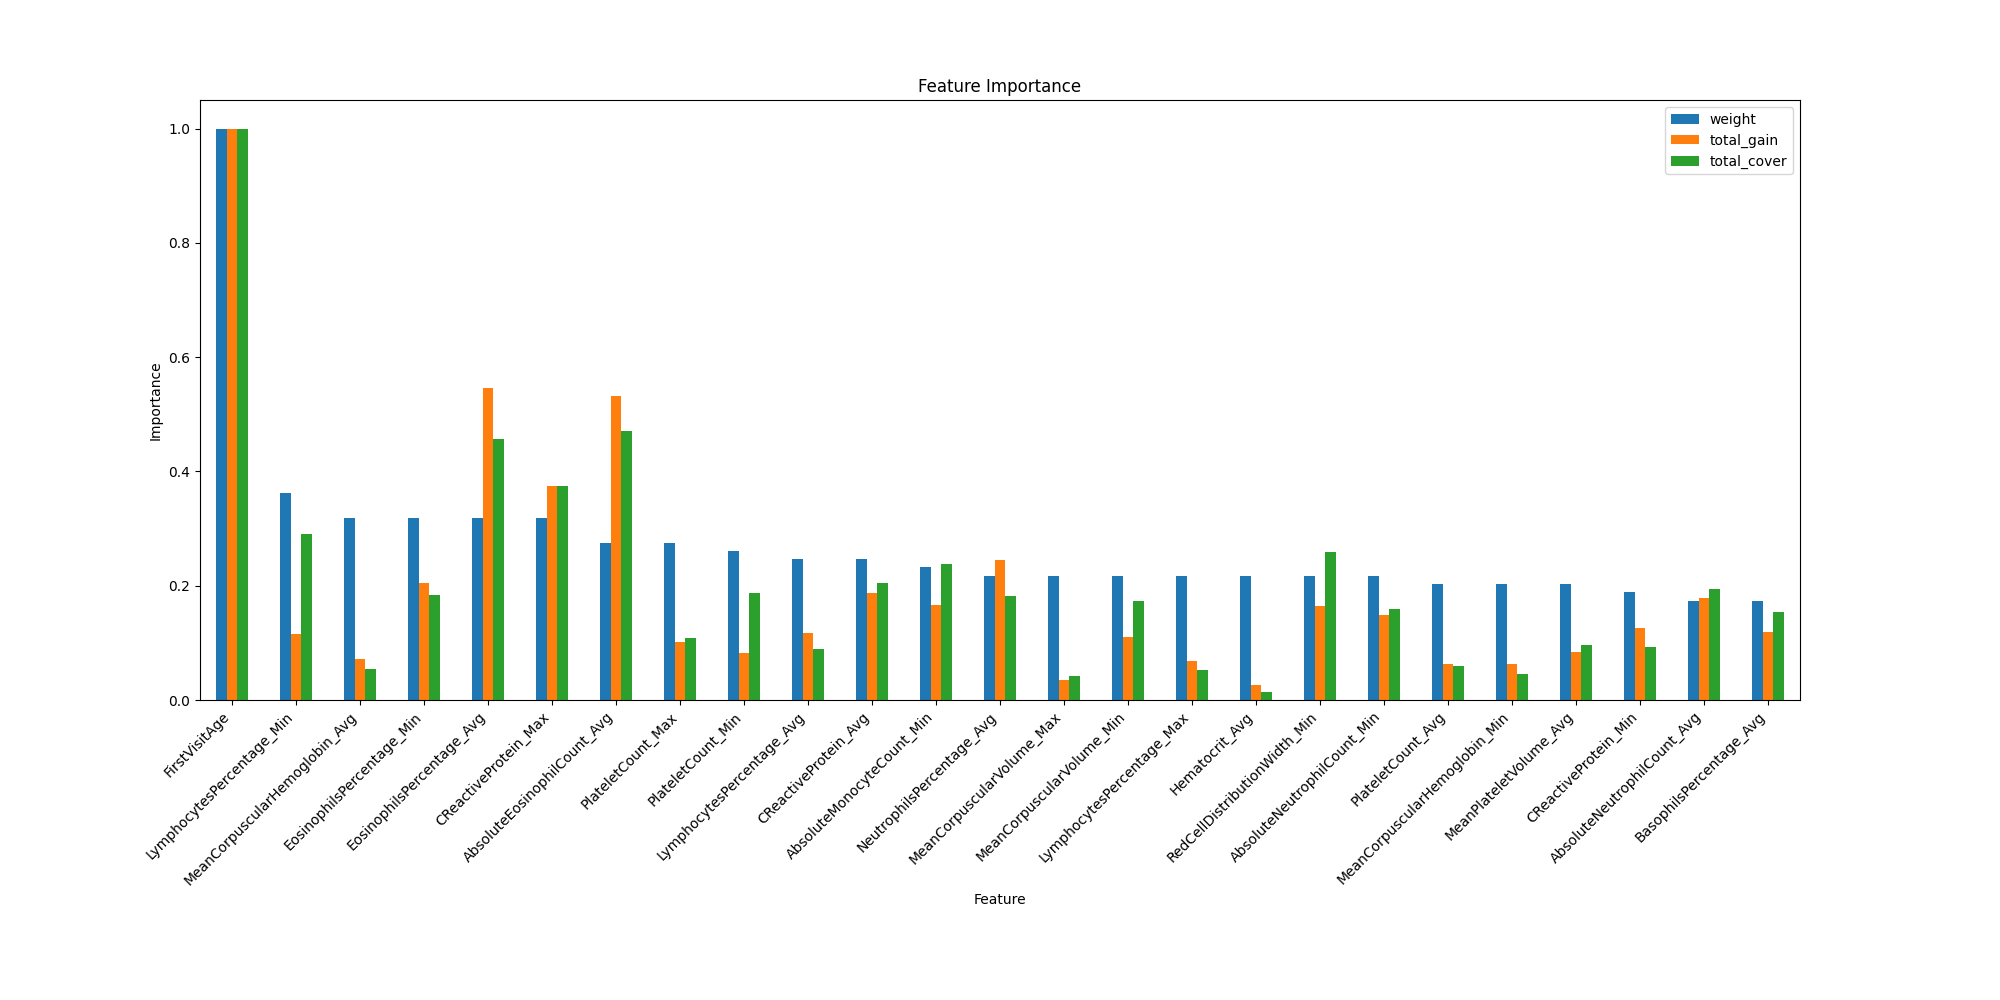 Feature Importance
weight
total_gain
total_cover
1.0
0.8
0.6
0.4
0.2
0.0
Importance
FirstVisitAge
LymphocytesPercentage_Min
MeanCorpuscularHemoglobin_Avg
EosinophilsPercentage_Min
EosinophilsPercentage_Avg
CReactiveProtein_Max
AbsoluteEosinophilCount_Avg
PlateletCount_Max
PlateletCount_Min
LymphocytesPercentage_Avg
CReactiveProtein_Avg
AbsoluteMonocyteCount_Min
NeutrophilsPercentage_Avg
MeanCorpuscularVolume_Max
MeanCorpuscularVolume_Min
LymphocytesPercentage_Max
Hematocrit_Avg
RedCellDistributionWidth_Min
AbsoluteNeutrophilCount_Min
PlateletCount_Avg
MeanCorpuscularHemoglobin_Min
MeanPlateletVolume_Avg
CReactiveProtein_Min
AbsoluteNeutrophilCount_Avg
BasophilsPercentage_Avg
Feature